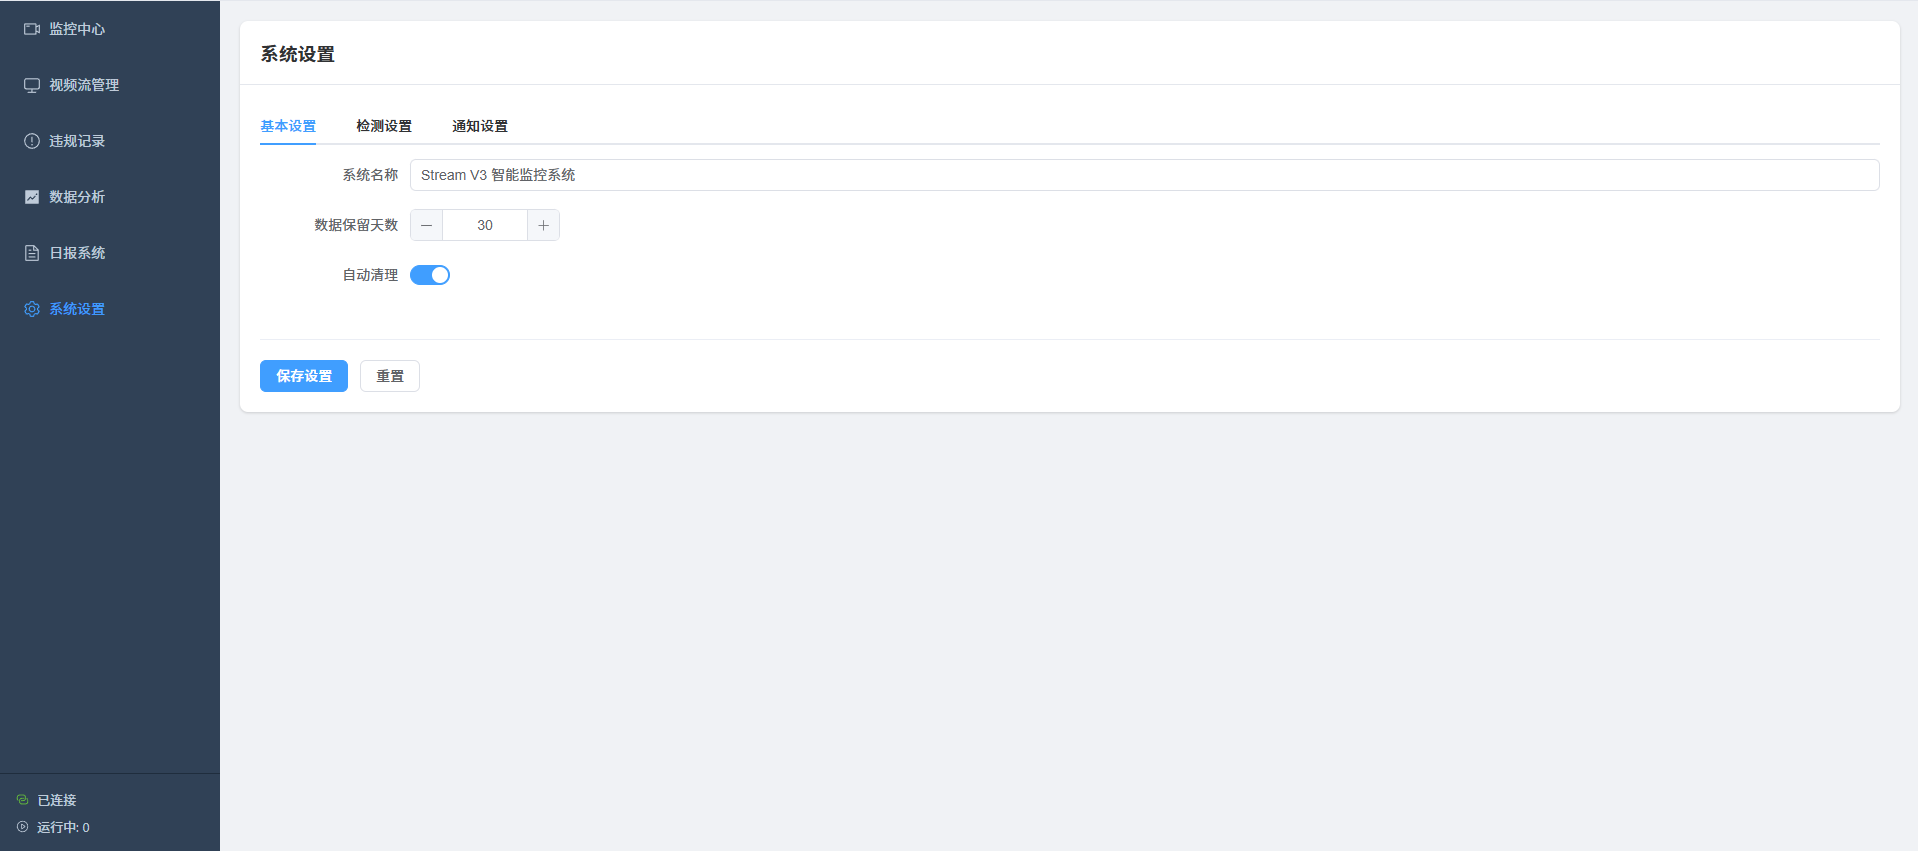 监控中心
视频流管理
违规记录
数据分析
日报系统
系统设置
已连接
运行中: 0
系统设置
基本设置 检测设置 通知设置
系统名称 Stream V3 智能监控系统
数据保留天数 30
自动清理
保存设置 重置